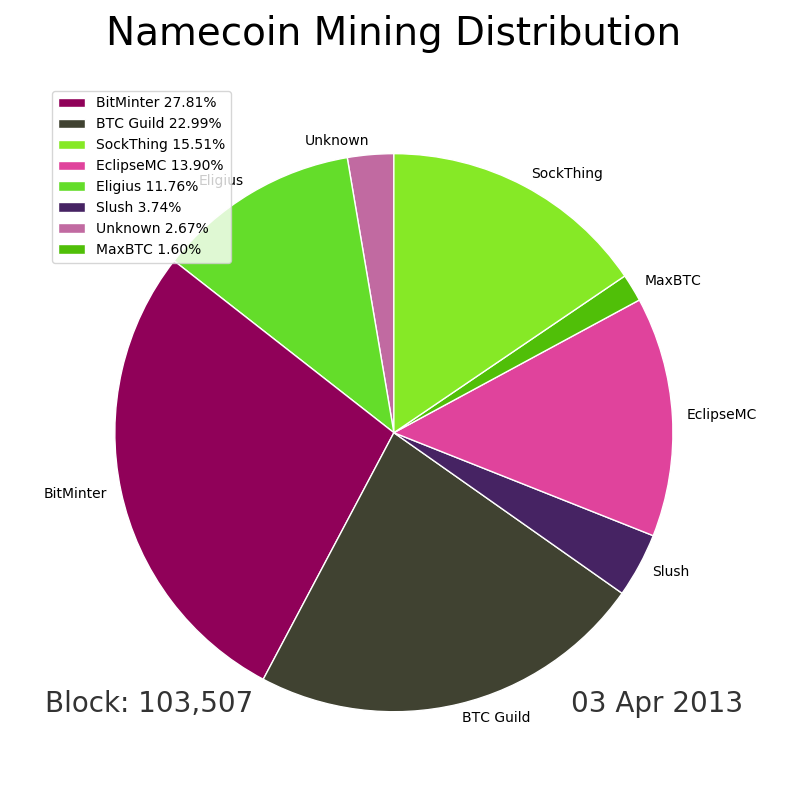 Namecoin Mining Distribution
BitMinter 27.81%
BTC Guild 22.99%
SockThing 15.51%
EclipseMC 13.90%
Eligius 11.76%
Slush 3.74%
Unknown 2.67%
MaxBTC 1.60%
Unknown
SockThing
Eligius
MaxBTC
EclipseMC
BitMinter
Slush
BTC Guild
Block: 103,507
03 Apr 2013